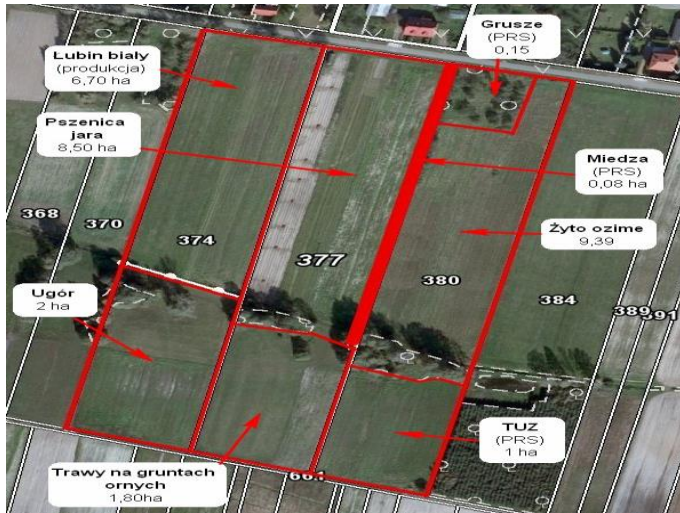 Grusze
(PRS)
0,15
Łubin biały
(produkcja)
6,70 ha
Pszenica
jara
8,50 ha
Miedza
(PRS)
0,08 ha
Żyto ozime
9,39
368
370
374
377
380
384
389
391
Ugór
2 ha
TUZ
(PRS)
1 ha
Trawy na gruntach
ornych
1,80ha
661